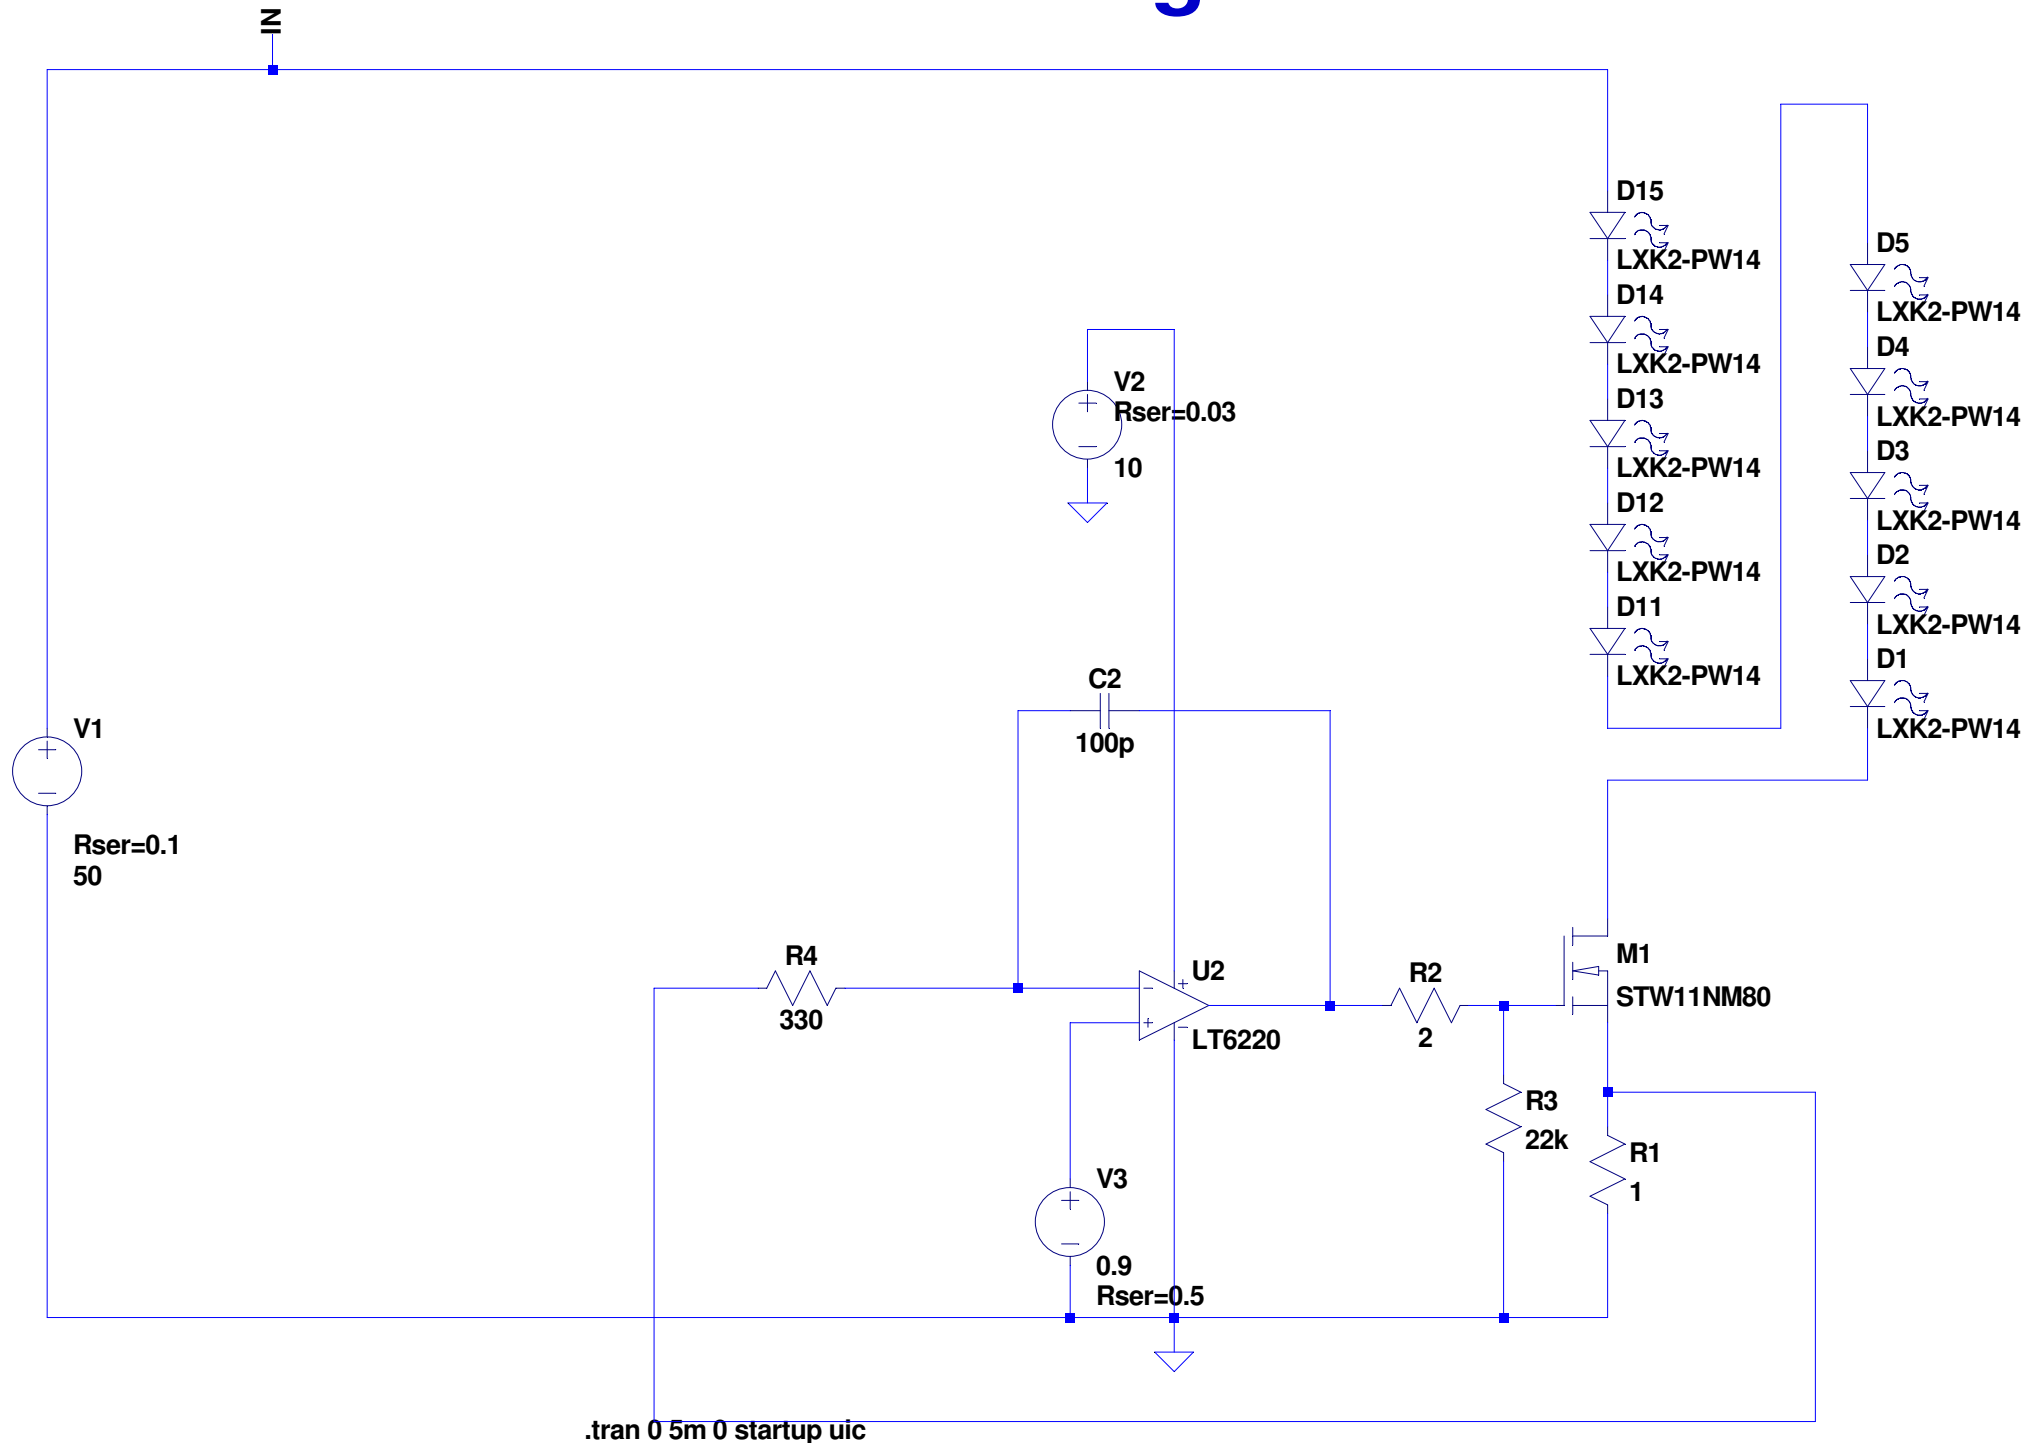 IN
D15
LXK2-PW14
D14
LXK2-PW14
D13
LXK2-PW14
D12
LXK2-PW14
D11
LXK2-PW14
D5
LXK2-PW14
D4
LXK2-PW14
D3
LXK2-PW14
D2
LXK2-PW14
D1
LXK2-PW14
V2
Rser=0.03
10
C2
100p
V1
Rser=0.1
50
R4
330
U2
LT6220
R2
2
M1
STW11NM80
R3
22k
R1
1
V3
0.9
Rser=0.5
.tran 0 5m 0 startup uic